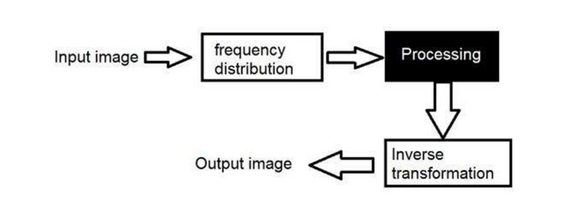 Input image
frequency
distribution
Processing
Inverse
transformation
Output image